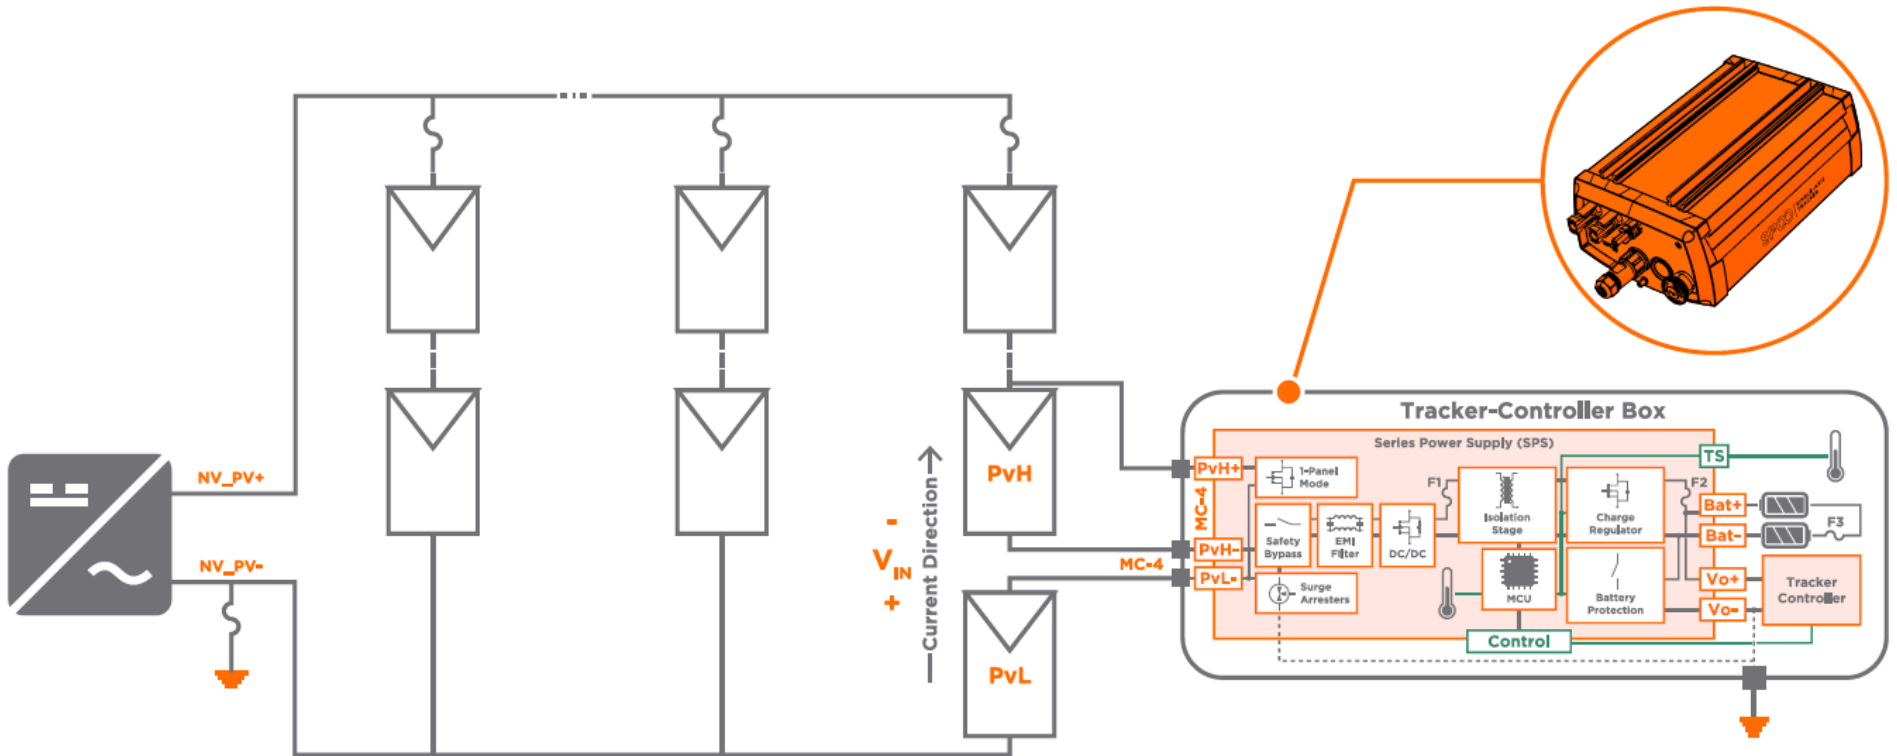 NV_PV+
NV_PV-
-
V IN
+
Current Direction
PvH
PvL
MC-4
Tracker-Controller Box
Series Power Supply (SPS)
PvH+
MC-4
PvH-
PvL-
1-Panel
Mode
Safety
Bypass
EMI
Filter
DC/DC
Surge
Arresters
F1
Isolation
Stage
MCU
Charge
Regulator
Battery
Protection
F2
TS
Bat+
Bat-
F3
Vo+
Vo-
Tracker
Controller
Control